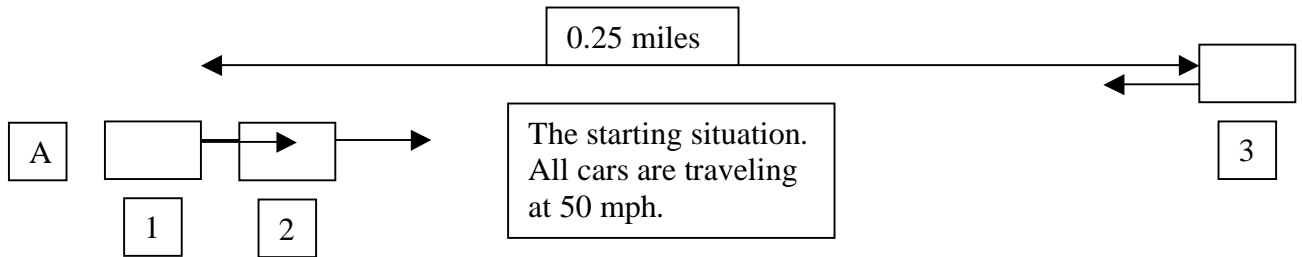 0.25 miles
A
The starting situation.
All cars are traveling
at 50 mph.
3
1
2